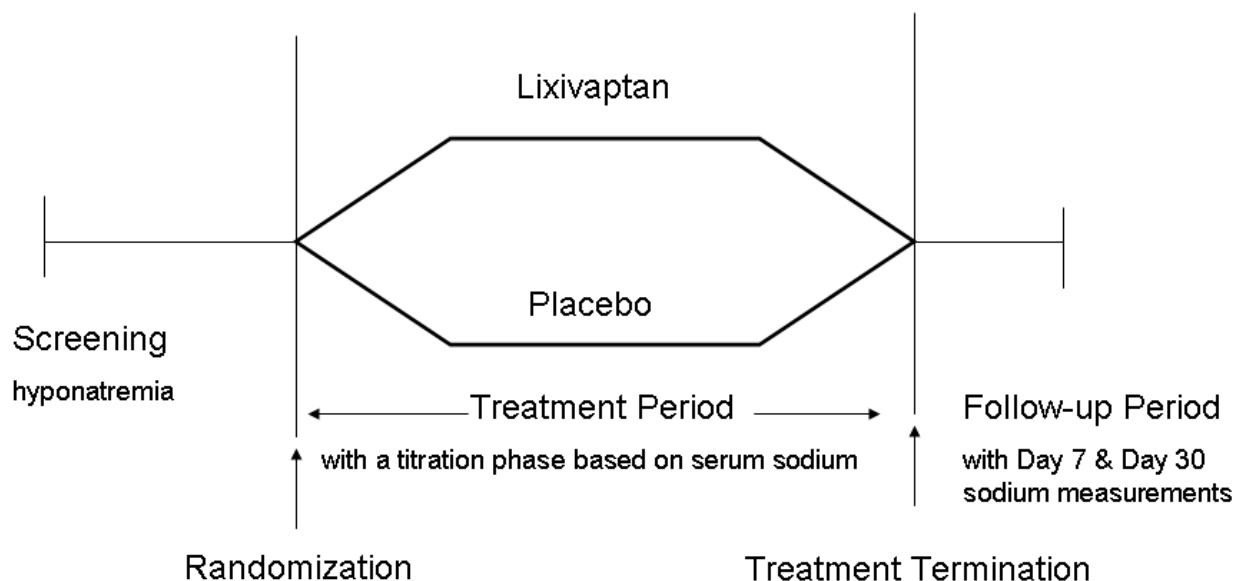 Lixivaptan
Placebo
Screening
hyponatremia
Treatment Period
with a titration phase based on serum sodium
Follow-up Period
with Day 7 & Day 30
sodium measurements
Randomization
Treatment Termination